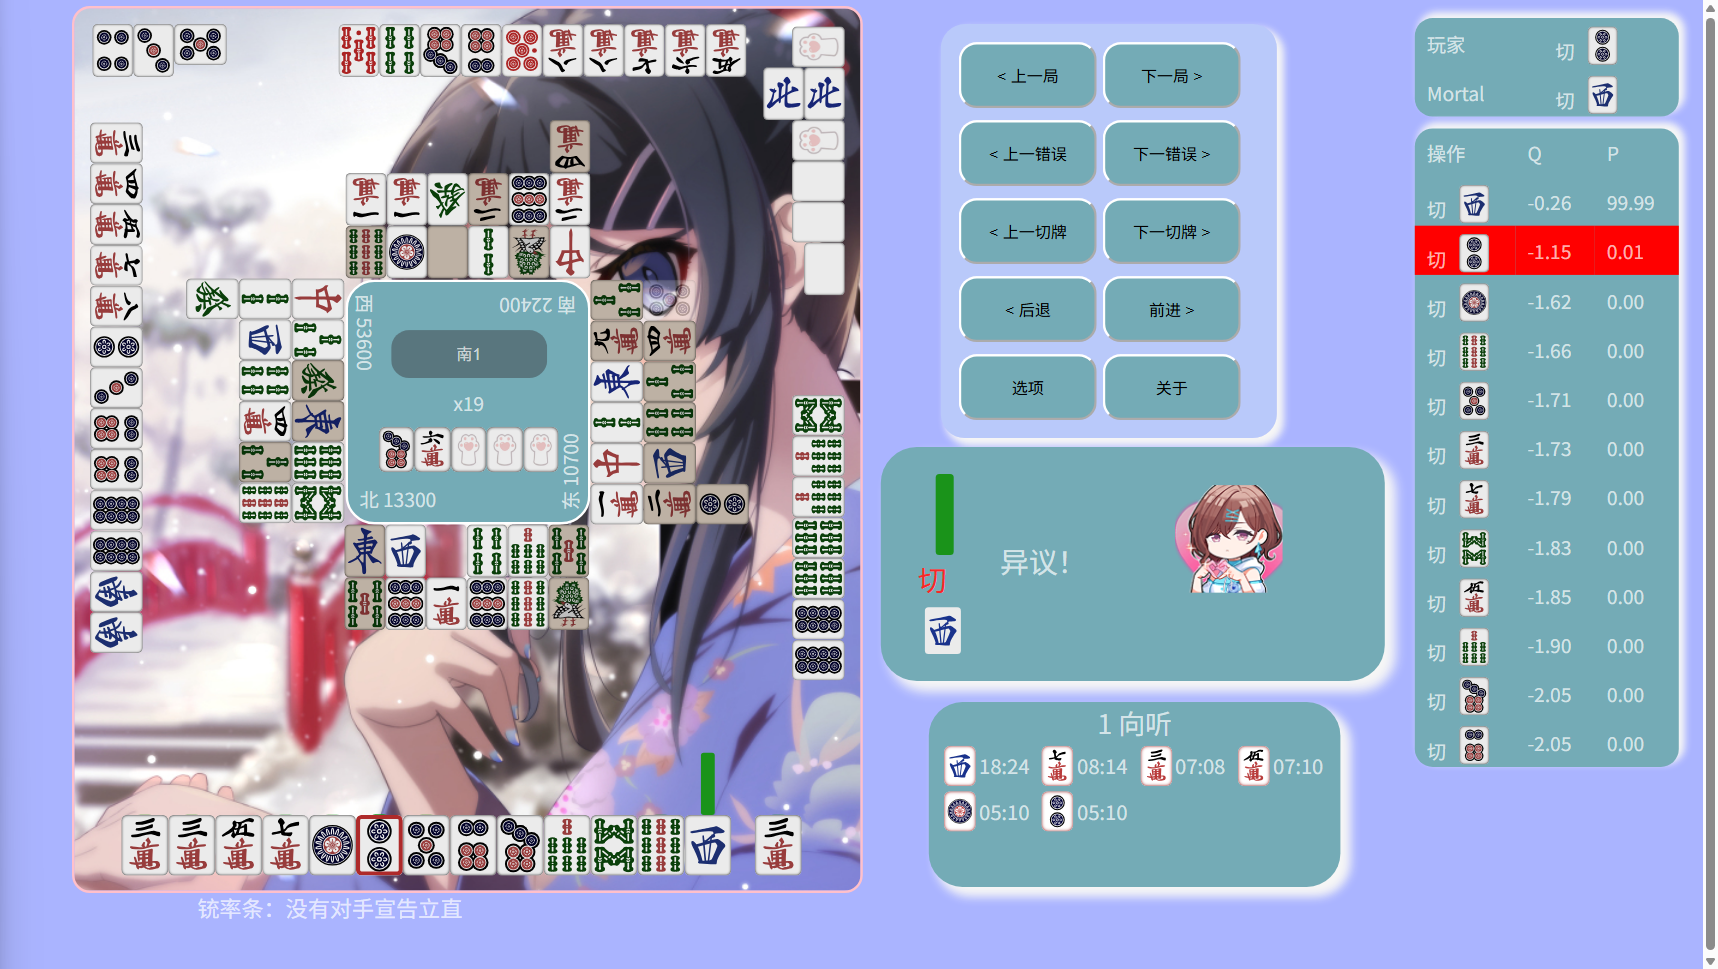 西 53600
南 22400
南1
x19
北 13300
东 10700
铳率条：没有对手宣告立直
< 上一局
下一局 >
< 上一错误
下一错误 >
< 上一切牌
下一切牌 >
< 后退
前进 >
选项
关于
切
异议！
1 向听
18:24 08:14 07:08 07:10
05:10 05:10
玩家 切
Mortal 切
操作 Q P
切 -0.26 99.99
切 -1.15 0.01
切 -1.62 0.00
切 -1.66 0.00
切 -1.71 0.00
切 -1.73 0.00
切 -1.79 0.00
切 -1.83 0.00
切 -1.85 0.00
切 -1.90 0.00
切 -2.05 0.00
切 -2.05 0.00